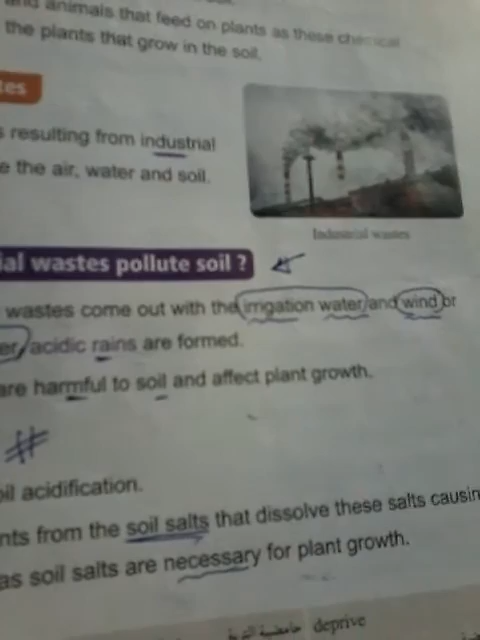 animals that feed on plants as these chemical
the plants that grow in the soil.
tes
s resulting from industrial
e the air, water and soil.
Industrial wastes
ial wastes pollute soil ?
wastes come out with the irrigation water and wind or
er, acidic rains are formed.
are harmful to soil and affect plant growth.
#
oil acidification.
nts from the soil salts that dissolve these salts causin
as soil salts are necessary for plant growth.
deprive